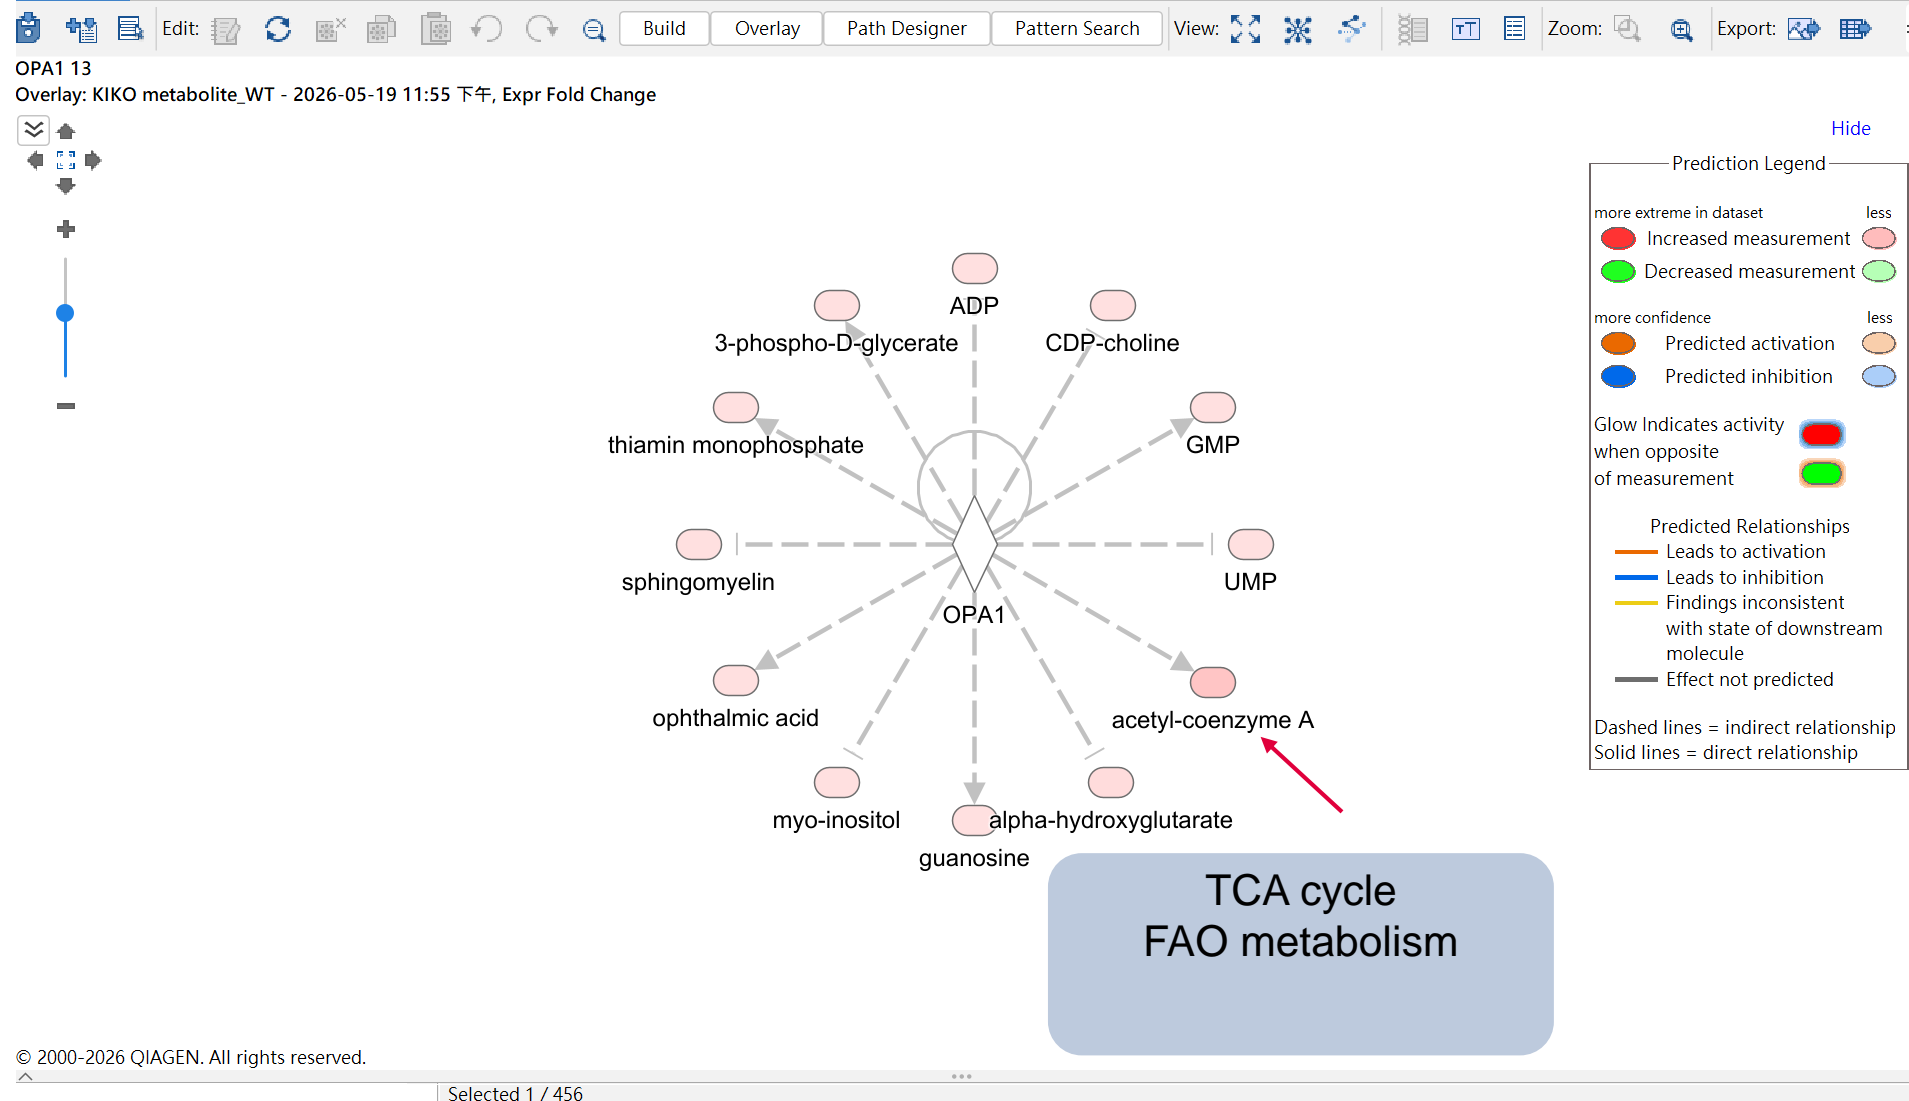 Edit: Build Overlay Path Designer Pattern Search View: Zoom: Export:
OPA1 13
Overlay: KIKO metabolite_WT - 2026-05-19 11:55 下午, Expr Fold Change
Hide
Prediction Legend
more extreme in dataset less
Increased measurement
Decreased measurement
more confidence less
Predicted activation
Predicted inhibition
Glow Indicates activity
when opposite
of measurement
Predicted Relationships
Leads to activation
Leads to inhibition
Findings inconsistent
with state of downstream
molecule
Effect not predicted
Dashed lines = indirect relationship
Solid lines = direct relationship
ADP
3-phospho-D-glycerate
CDP-choline
thiamin monophosphate
GMP
sphingomyelin
UMP
OPA1
ophthalmic acid
acetyl-coenzyme A
myo-inositol
alpha-hydroxyglutarate
guanosine
TCA cycle
FAO metabolism
© 2000-2026 QIAGEN. All rights reserved.
Selected 1 / 456